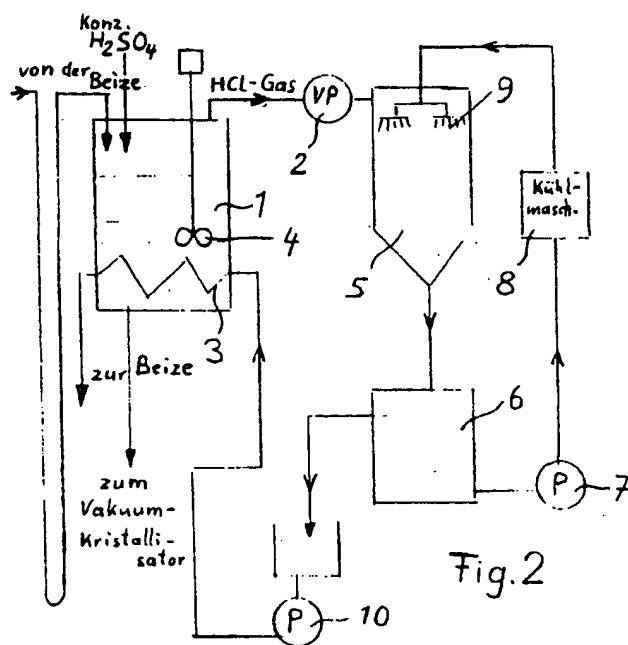 Konz.
H₂SO₄
von der Beize
HCL-Gas
VP
2
9
1
4
Kühl-
masch.
8
5
3
zur Beize
6
zum
Vakuum-
Kristalli-
sator
P
7
Fig. 2
P
10